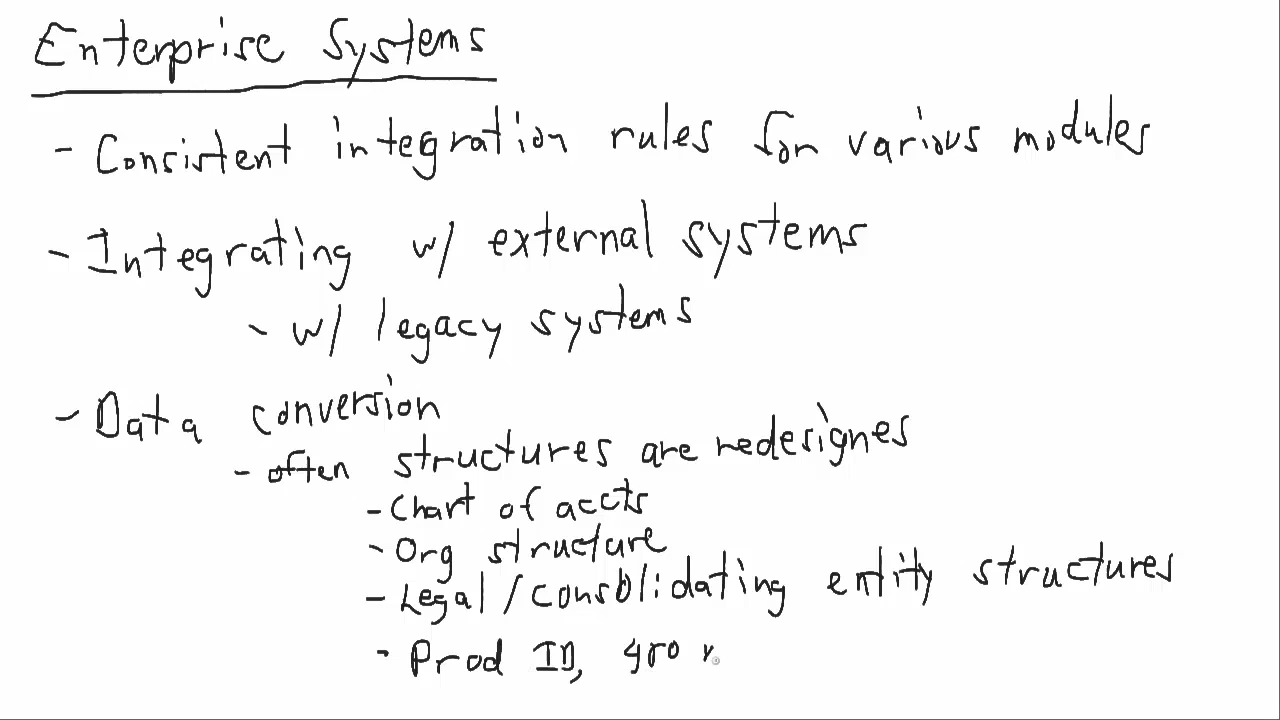 Enterprise Systems
- Consistent integration rules for various modules
- Integrating w/ external systems
- w/ legacy systems
- Data conversion
- often structures are redesignes
- Chart of accts
- Org structure
- Legal / consolidating entity structures
- Prod ID, gro